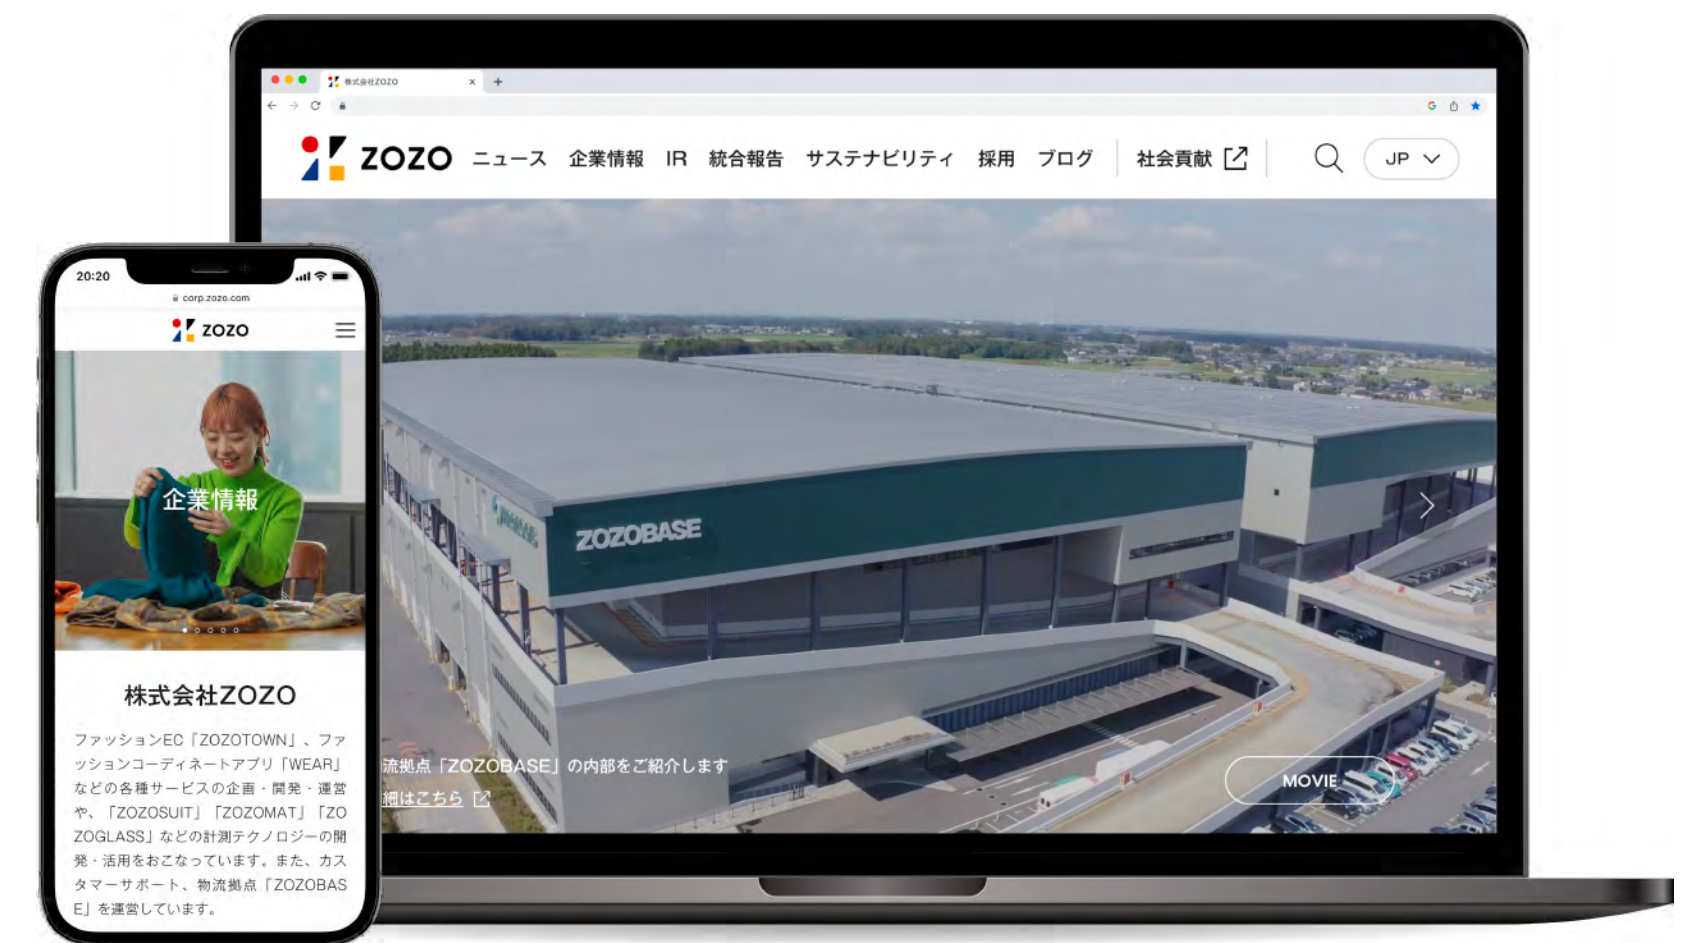 株式会社ZOZO
ZOZO ニュース 企業情報 IR 統合報告 サステナビリティ 採用 ブログ 社会貢献 JP
ZOZOBASE
流拠点「ZOZOBASE」の内部をご紹介します
細はこちら
MOVIE
20:20
corp.zozo.com
ZOZO
企業情報
株式会社ZOZO
ファッションEC「ZOZOTOWN」、ファ
ッションコーディネートアプリ「WEAR」
などの各種サービスの企画・開発・運営
や、「ZOZOSUIT」「ZOZOMAT」「ZO
ZOGLASS」などの計測テクノロジーの開
発・活用をおこなっています。また、カス
タマーサポート、物流拠点「ZOZOBAS
E」を運営しています。